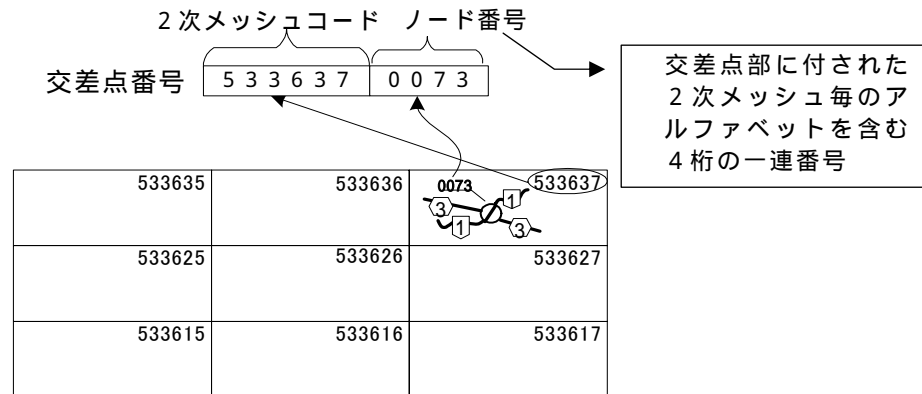 2次メッシュコード ノード番号
交差点番号 533637 0073
交差点部に付された
2次メッシュ毎のア
ルファベットを含む
4桁の一連番号
533635 533636 0073 533637
3 1
1 3
533625 533626 533627
533615 533616 533617